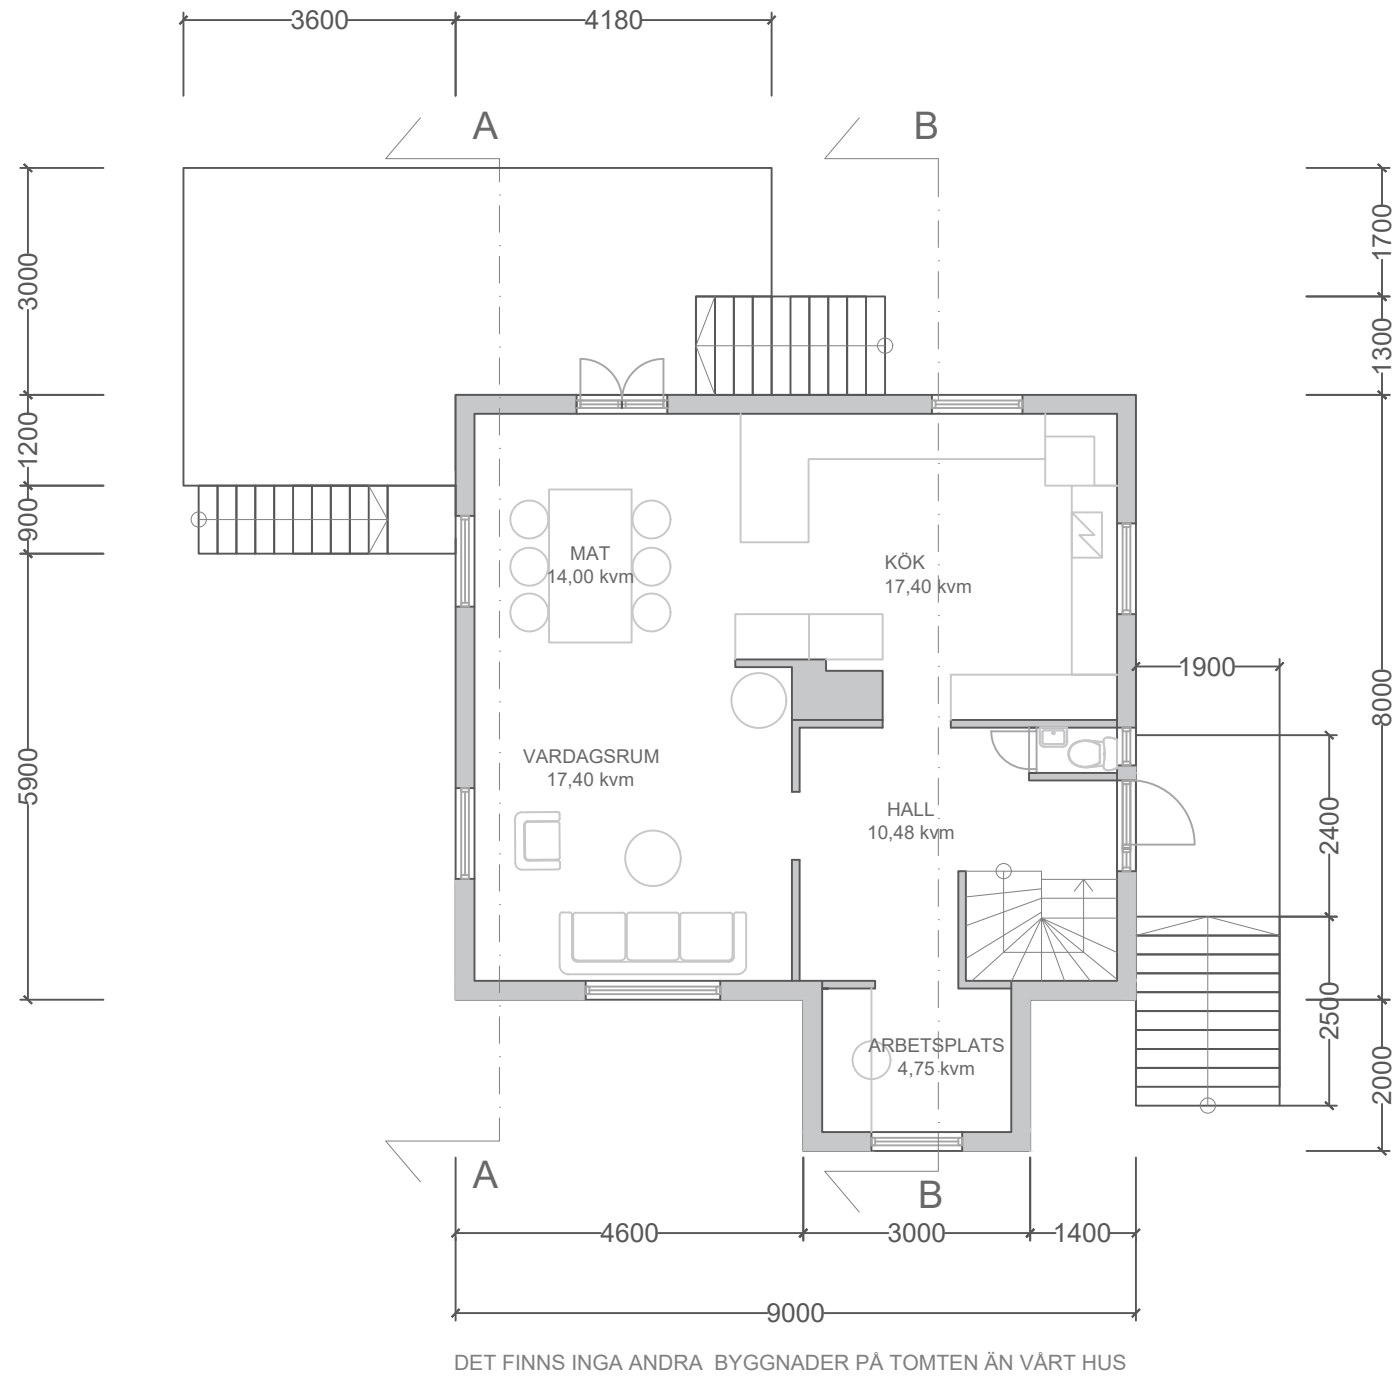 3600
4180
A
B
3000
1200
900
5900
1700
1300
8000
2000
MAT
14,00 kvm
KÖK
17,40 kvm
1900
VARDAGSRUM
17,40 kvm
HALL
10,48 kvm
2400
2500
ARBETSPLATS
4,75 kvm
A
B
4600
3000
1400
9000
DET FINNS INGA ANDRA BYGGNADER PÅ TOMTEN ÄN VÅRT HUS